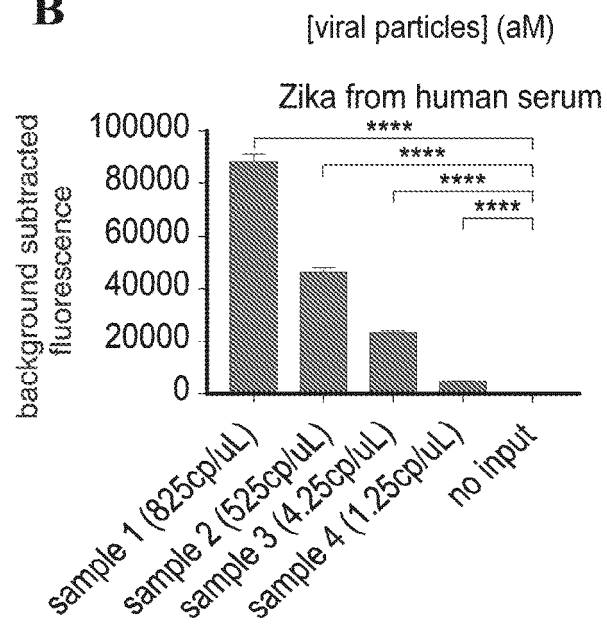 B
[viral particles] (aM)
Zika from human serum
background subtracted
fluorescence
100000
80000
60000
40000
20000
0
****
****
****
****
sample 1 (825cp/uL)
sample 2 (525cp/uL)
sample 3 (4.25cp/uL)
sample 4 (1.25cp/uL)
no input